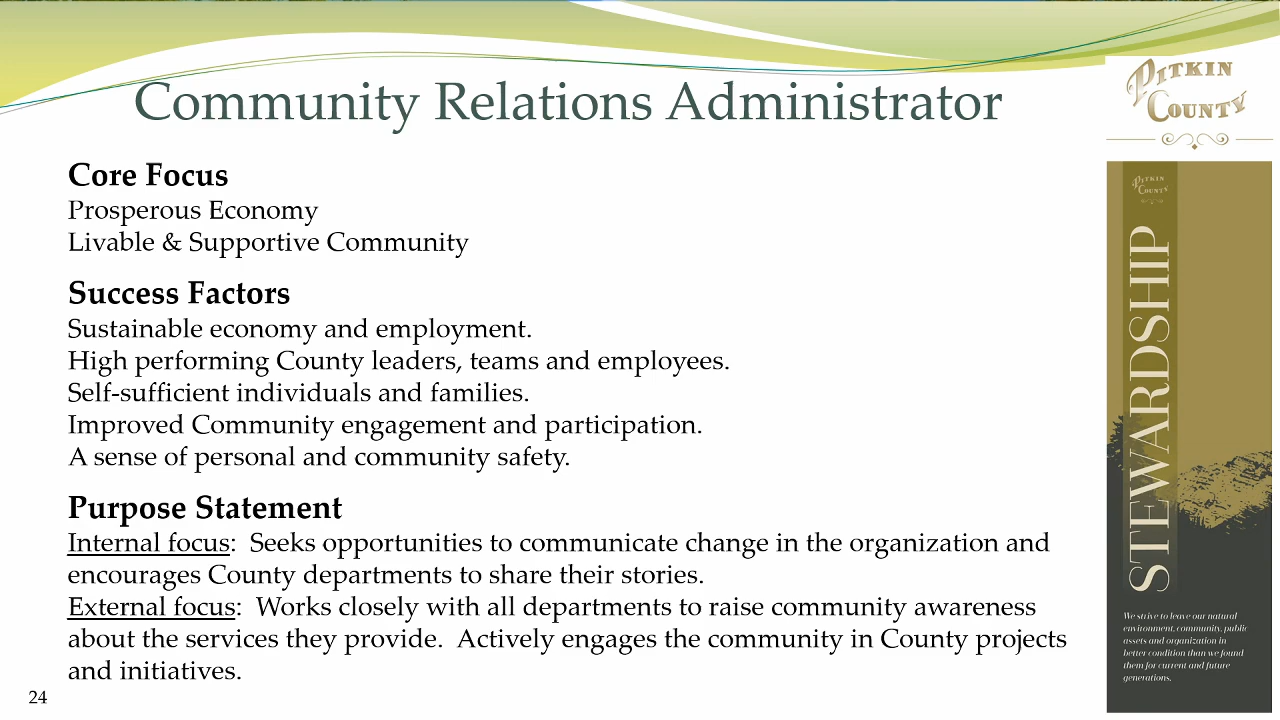 Community Relations Administrator
PITKIN
COUNTY
Core Focus
Prosperous Economy
Livable & Supportive Community
Success Factors
Sustainable economy and employment.
High performing County leaders, teams and employees.
Self-sufficient individuals and families.
Improved Community engagement and participation.
A sense of personal and community safety.
Purpose Statement
Internal focus:  Seeks opportunities to communicate change in the organization and
encourages County departments to share their stories.
External focus:  Works closely with all departments to raise community awareness
about the services they provide.  Actively engages the community in County projects
and initiatives.
24
PITKIN
COUNTY
STEWARDSHIP
We strive to leave our natural
environment, community, public
assets and organization in
better condition than we found
them for current and future
generations.